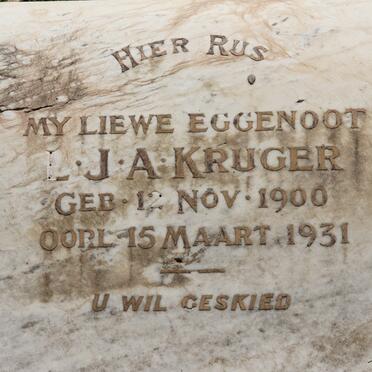 HIER RUS
MY LIEWE EGGENOOT
L·J·A·KRUGER
GEB·12 NOV·1900
OORL·15 MAART 1931
U WIL GESKIED